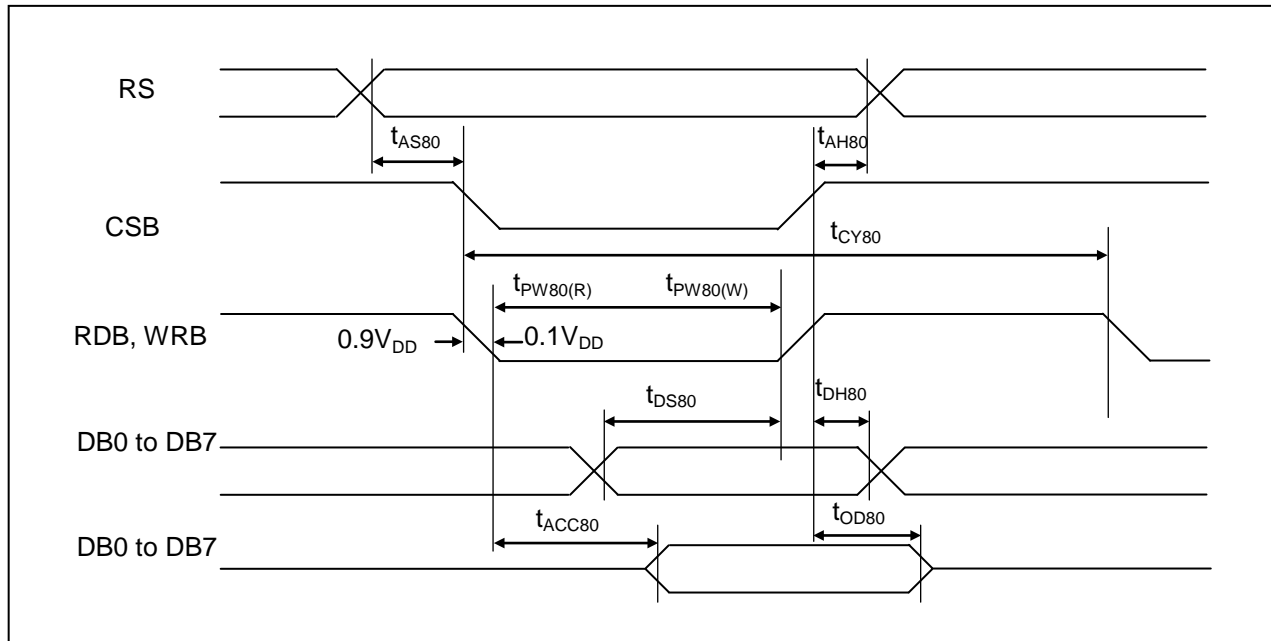 RS
tAS80
tAH80
CSB
tCY80
tPW80(R)
tPW80(W)
RDB, WRB
0.9VDD
0.1VDD
tDS80
tDH80
DB0 to DB7
tACC80
tOD80
DB0 to DB7